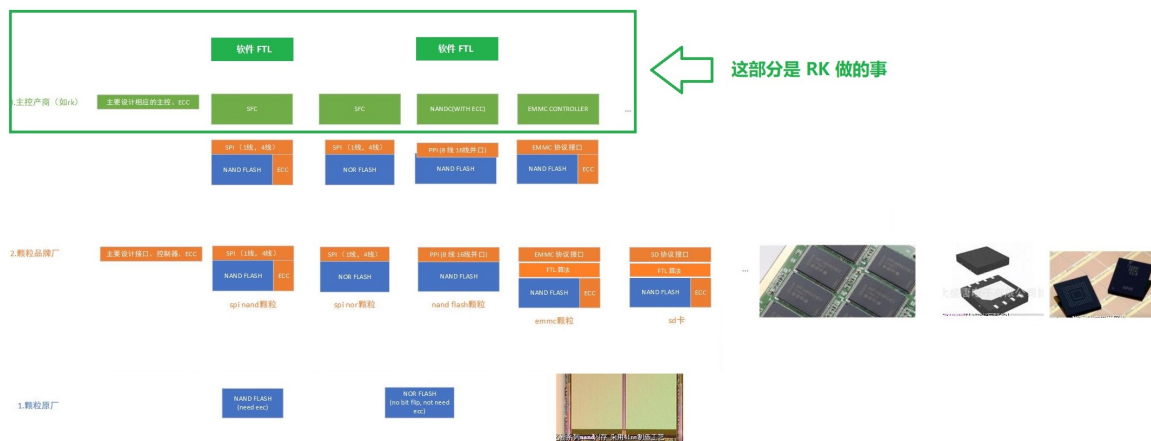 软件 FTL
软件 FTL
这部分是 RK 做的事
主控产商（如rk）
主要设计相应的主控、ECC
SFC
SFC
NANDC(WITH ECC)
EMMC CONTROLLER
...
SPI（1线，4线）
SPI（1线，4线）
PPI(8 线 16线并口)
EMMC 协议接口
NAND FLASH
ECC
NOR FLASH
NAND FLASH
NAND FLASH
ECC
2.颗粒品牌厂
主要设计接口，控制器、ECC
SPI（1线，4线）
SPI（1线，4线）
PPI(8 线 16线并口)
EMMC 协议接口
SD 协议接口
...
FTL 算法
FTL 算法
NAND FLASH
ECC
NOR FLASH
NAND FLASH
NAND FLASH
ECC
NAND FLASH
ECC
spi nand颗粒
spi nor颗粒
nand flash颗粒
emmc颗粒
sd卡
1.颗粒原厂
NAND FLASH
(need eec)
NOR FLASH
(no bit flip, not need
ecc)